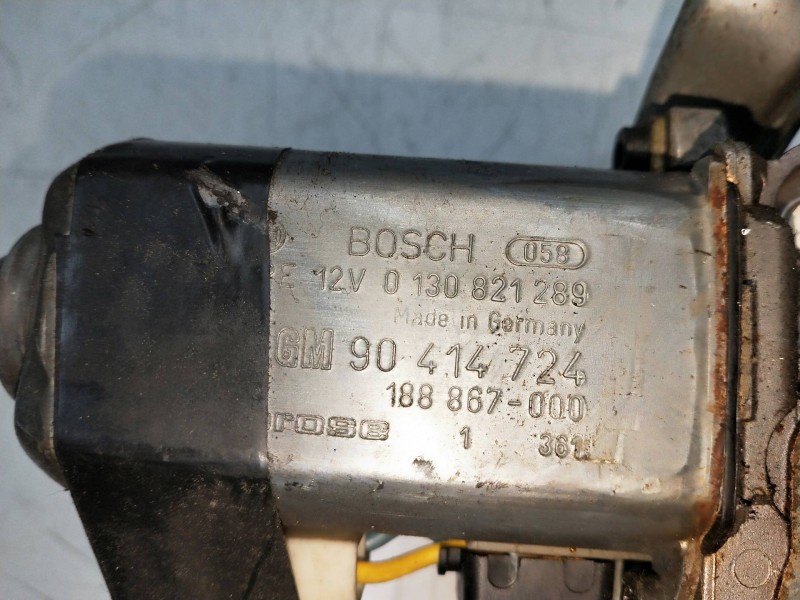 BOSCH 058
E 12V 0 130 821 289
Made in Germany
GM 90 414 724
188 867-000
rose 1 361